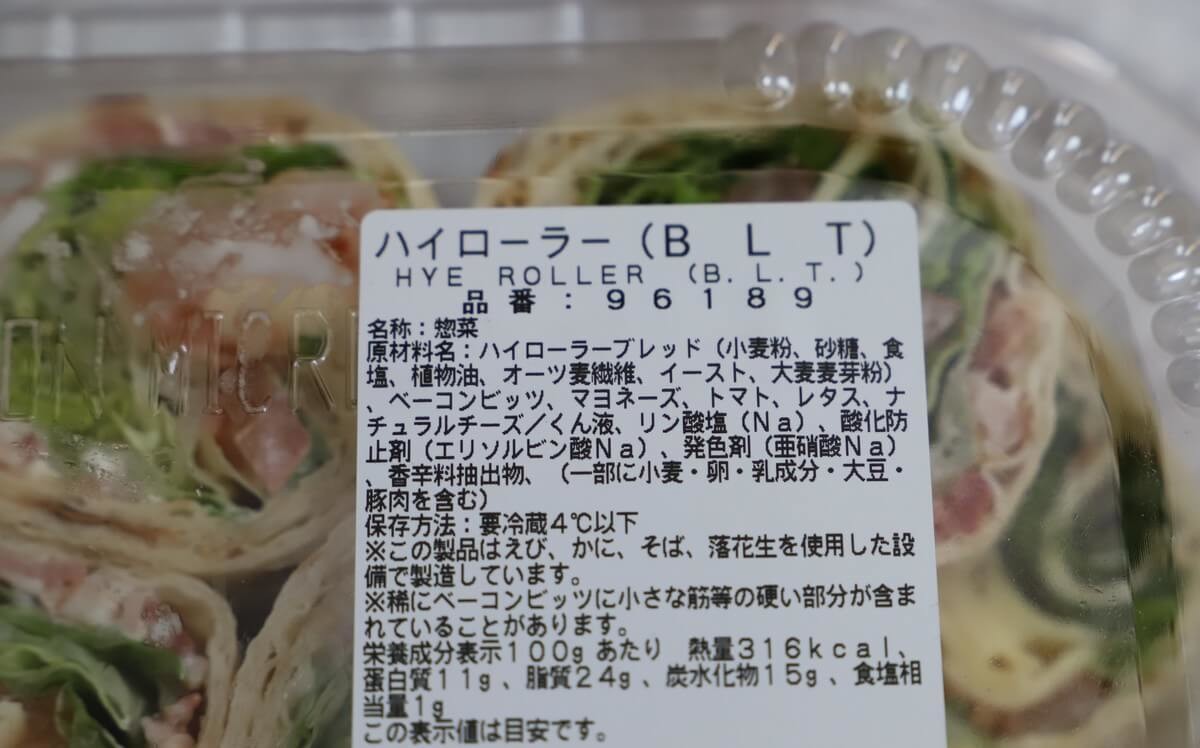 ハイローラー（B L T）
HYE ROLLER (B.L.T.)
品番：96189
名称：惣菜
原材料名：ハイローラーブレッド（小麦粉、砂糖、食
塩、植物油、オーツ麦繊維、イースト、大麦麦芽粉）
、ベーコンビッツ、マヨネーズ、トマト、レタス、ナ
チュラルチーズ／くん液、リン酸塩（Na）、酸化防
止剤（エリソルビン酸Na）、発色剤（亜硝酸Na）
、香辛料抽出物、（一部に小麦・卵・乳成分・大豆・
豚肉を含む）
保存方法：要冷蔵4℃以下
※この製品はえび、かに、そば、落花生を使用した設
備で製造しています。
※稀にベーコンビッツに小さな筋等の硬い部分が含ま
れていることがあります。
栄養成分表示100gあたり 熱量316kcal、
蛋白質11g、脂質24g、炭水化物15g、食塩相
当量1g
この表示値は目安です。